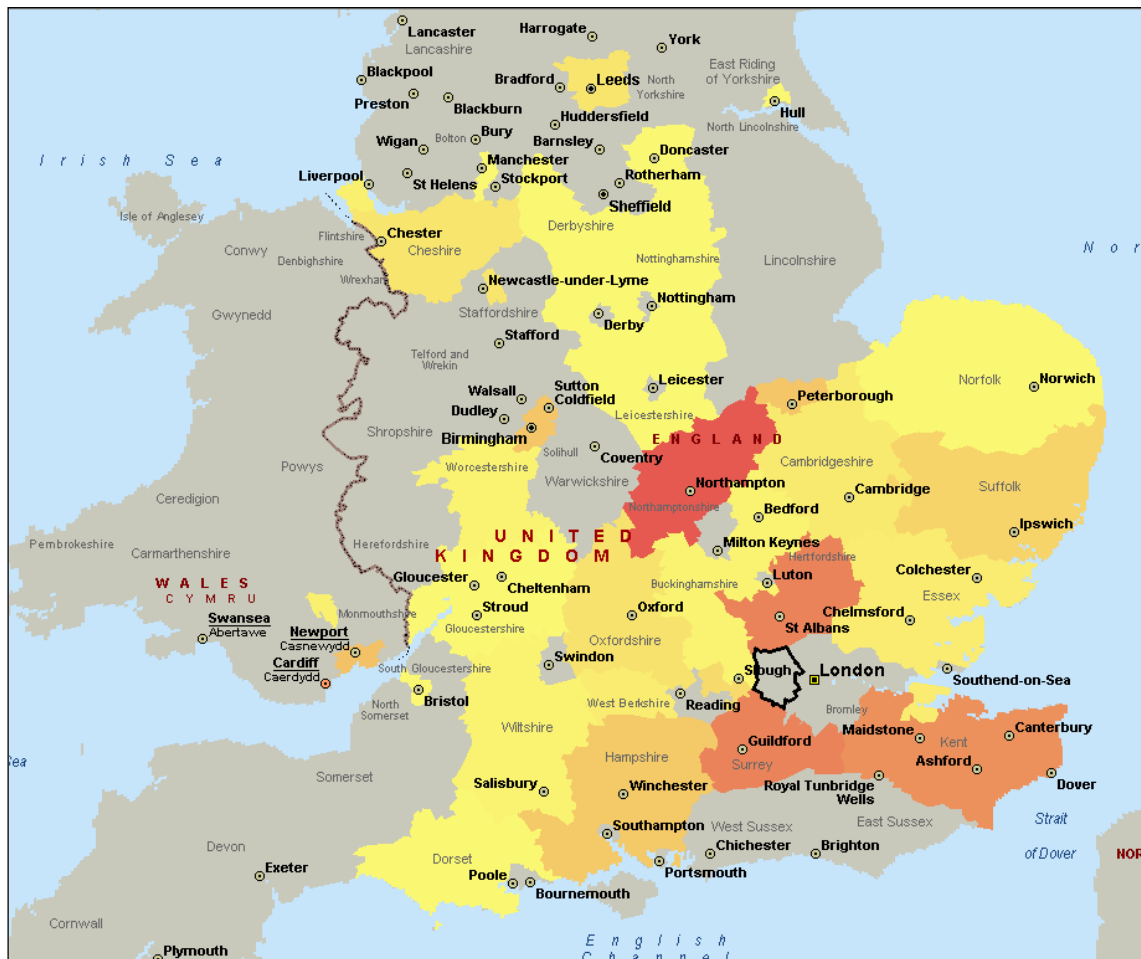 Lancaster
Lancashire
Harrogate
York
Blackpool
Bradford
Leeds
North
Yorkshire
East Riding
of Yorkshire
Preston
Blackburn
Hull
Huddersfield
North Lincolnshire
Wigan
Bolton
Bury
Barnsley
Doncaster
Irish Sea
Manchester
Liverpool
St Helens
Stockport
Rotherham
Sheffield
Isle of Anglesey
Derbyshire
Flintshire
Chester
Cheshire
Conwy
Denbighshire
Nottinghamshire
Lincolnshire
Nor
Wrexham
Newcastle-under-Lyme
Nottingham
Gwynedd
Staffordshire
Derby
Stafford
Telford and
Wrekin
Walsall
Sutton
Coldfield
Leicester
Norfolk
Norwich
Dudley
Leicestershire
Peterborough
Shropshire
Birmingham
ENGLAND
Solihull
Coventry
Powys
Worcestershire
Warwickshire
Cambridgeshire
Northampton
Cambridge
Suffolk
Ceredigion
Northamptonshire
Bedford
Ipswich
Pembrokeshire
Carmarthenshire
Herefordshire
UNITED
KINGDOM
Milton Keynes
Hertfordshire
WALES
CYMRU
Gloucester
Cheltenham
Buckinghamshire
Luton
Colchester
Essex
Monmouthshire
Stroud
Gloucestershire
Oxford
St Albans
Chelmsford
Swansea
Abertawe
Newport
Casnewydd
Oxfordshire
Cardiff
Caerdydd
South Gloucestershire
Swindon
Slough
London
Southend-on-Sea
North
Somerset
Bristol
West Berkshire
Reading
Bromley
Wiltshire
Maidstone
Canterbury
Sea
Somerset
Hampshire
Guildford
Surrey
Kent
Ashford
Salisbury
Winchester
Royal Tunbridge
Wells
Dover
Southampton
West Sussex
East Sussex
Strait
of Dover
Devon
Dorset
Chichester
Brighton
NOR
Exeter
Poole
Bournemouth
Portsmouth
Cornwall
Plymouth
English
Channel